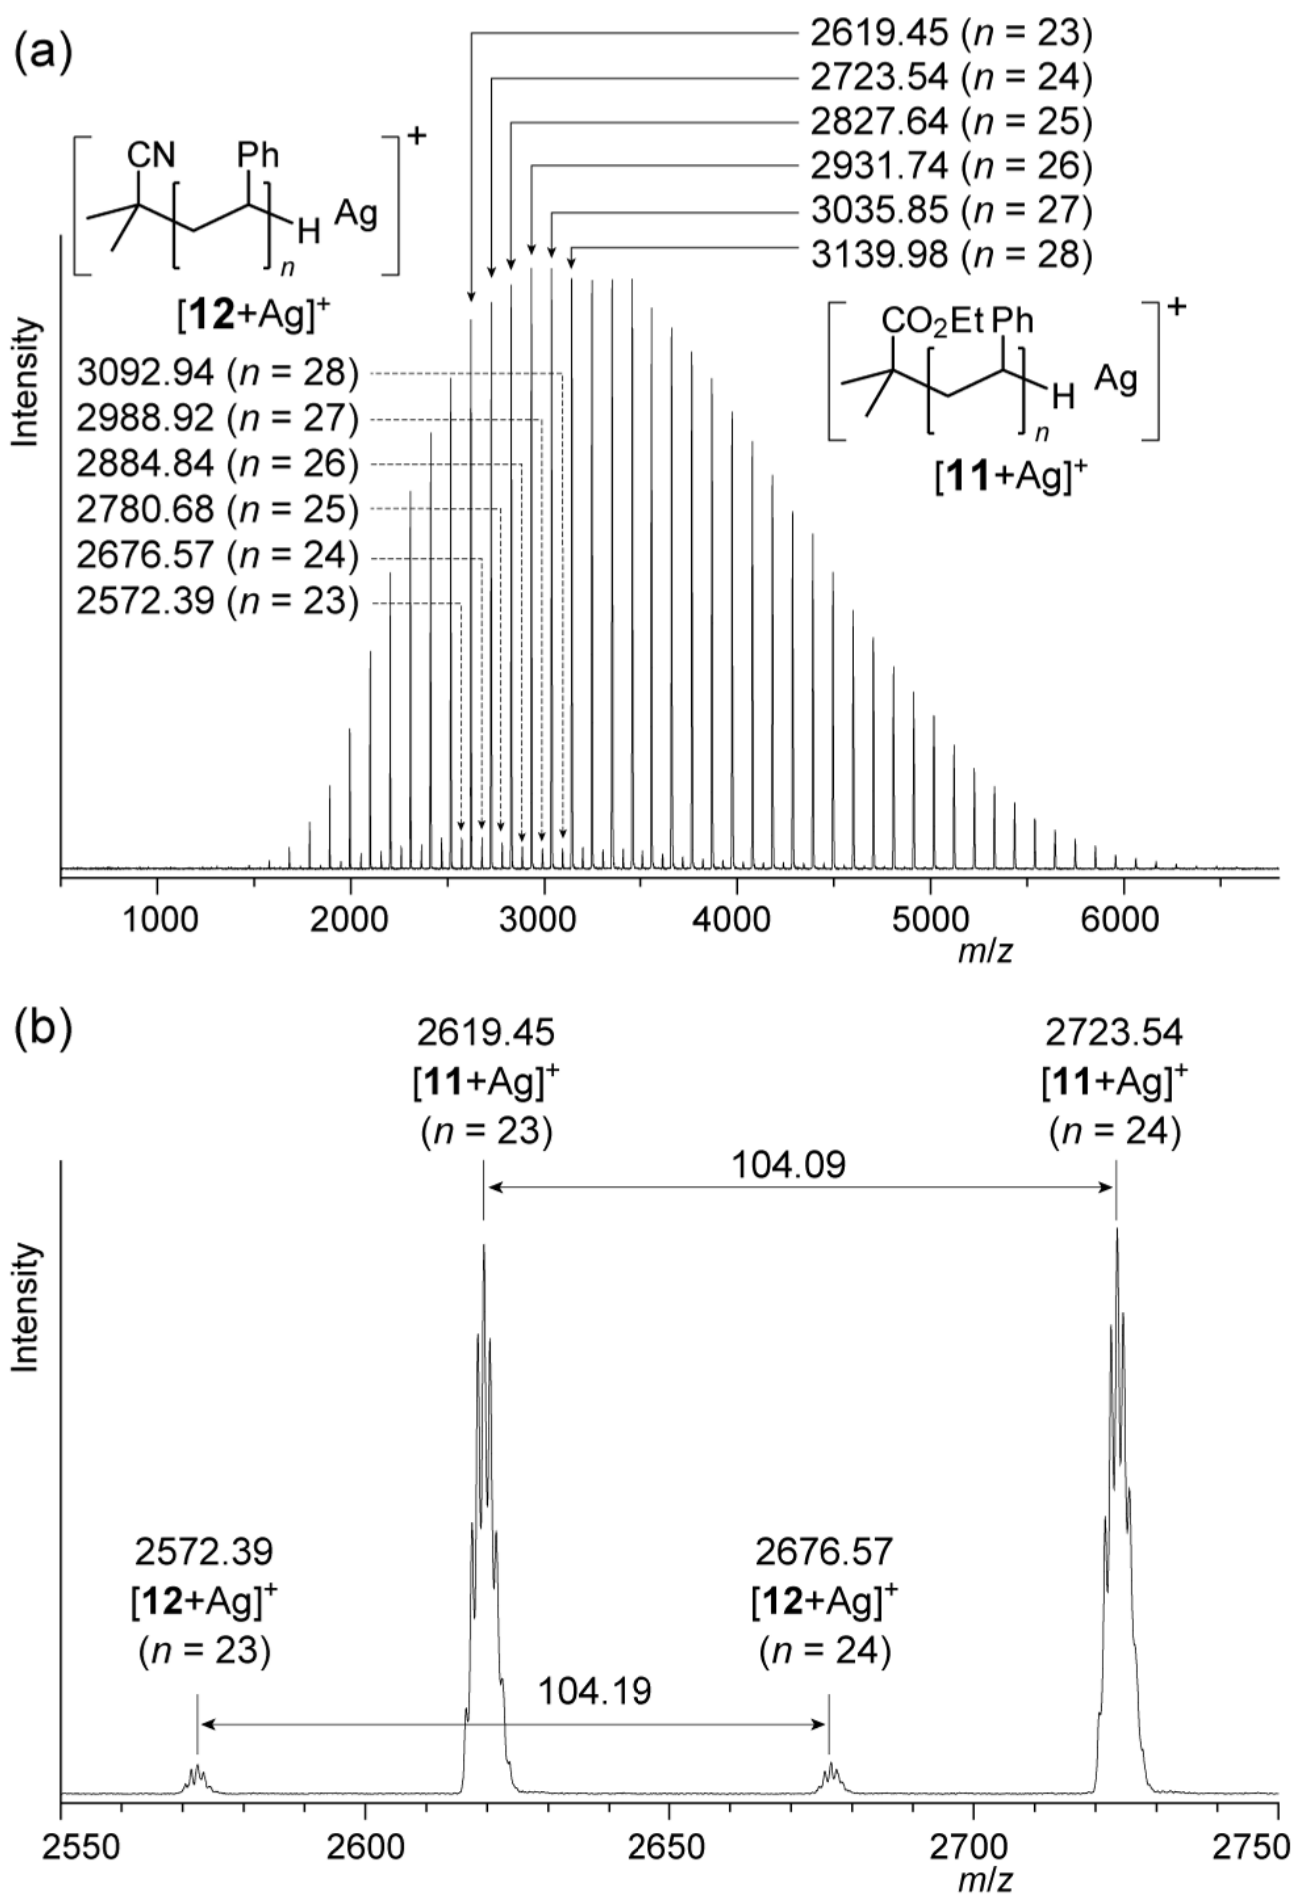 (a)
2619.45 (n = 23)
2723.54 (n = 24)
2827.64 (n = 25)
2931.74 (n = 26)
3035.85 (n = 27)
3139.98 (n = 28)
CN Ph
H Ag
n
+
[12+Ag]+
3092.94 (n = 28)
2988.92 (n = 27)
2884.84 (n = 26)
2780.68 (n = 25)
2676.57 (n = 24)
2572.39 (n = 23)
CO2Et Ph
H Ag
n
+
[11+Ag]+
Intensity
1000 2000 3000 4000 5000 6000
m/z
(b)
2619.45
[11+Ag]+
(n = 23)
2723.54
[11+Ag]+
(n = 24)
104.09
2572.39
[12+Ag]+
(n = 23)
2676.57
[12+Ag]+
(n = 24)
104.19
Intensity
2550 2600 2650 2700 2750
m/z